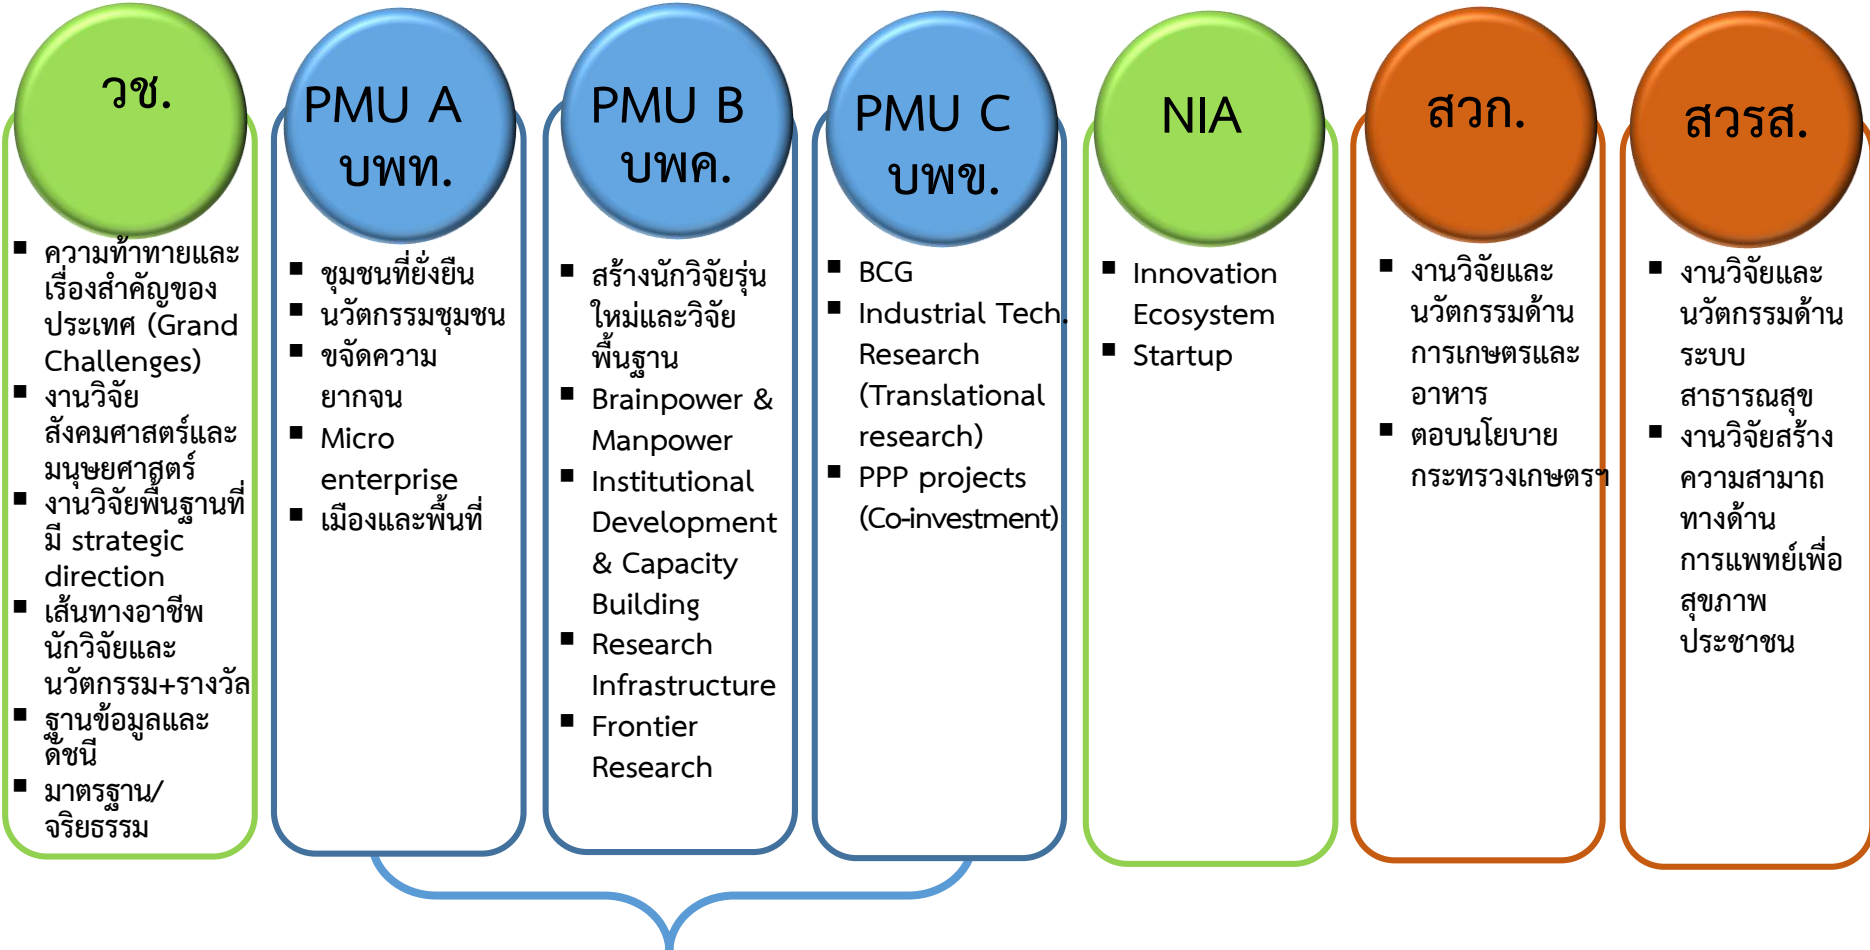 วช.
ความท้าทายและ
เรื่องสำคัญของ
ประเทศ (Grand
Challenges)
งานวิจัย
สังคมศาสตร์และ
มนุษยศาสตร์
งานวิจัยพื้นฐานที่
มี strategic
direction
เส้นทางอาชีพ
นักวิจัยและ
นวัตกรรม+รางวัล
ฐานข้อมูลและ
ดัชนี
มาตรฐาน/
จริยธรรม
PMU A
บพท.
ชุมชนที่ยั่งยืน
นวัตกรรมชุมชน
ขจัดความ
ยากจน
Micro
enterprise
เมืองและพื้นที่
PMU B
บพค.
สร้างนักวิจัยรุ่น
ใหม่และวิจัย
พื้นฐาน
Brainpower &
Manpower
Institutional
Development
& Capacity
Building
Research
Infrastructure
Frontier
Research
PMU C
บพข.
BCG
Industrial Tech.
Research
(Translational
research)
PPP projects
(Co-investment)
NIA
Innovation
Ecosystem
Startup
สวก.
งานวิจัยและ
นวัตกรรมด้าน
การเกษตรและ
อาหาร
ตอบนโยบาย
กระทรวงเกษตรฯ
สวรส.
งานวิจัยและ
นวัตกรรมด้าน
ระบบ
สาธารณสุข
งานวิจัยสร้าง
ความสามาถ
ทางด้าน
การแพทย์เพื่อ
สุขภาพ
ประชาชน